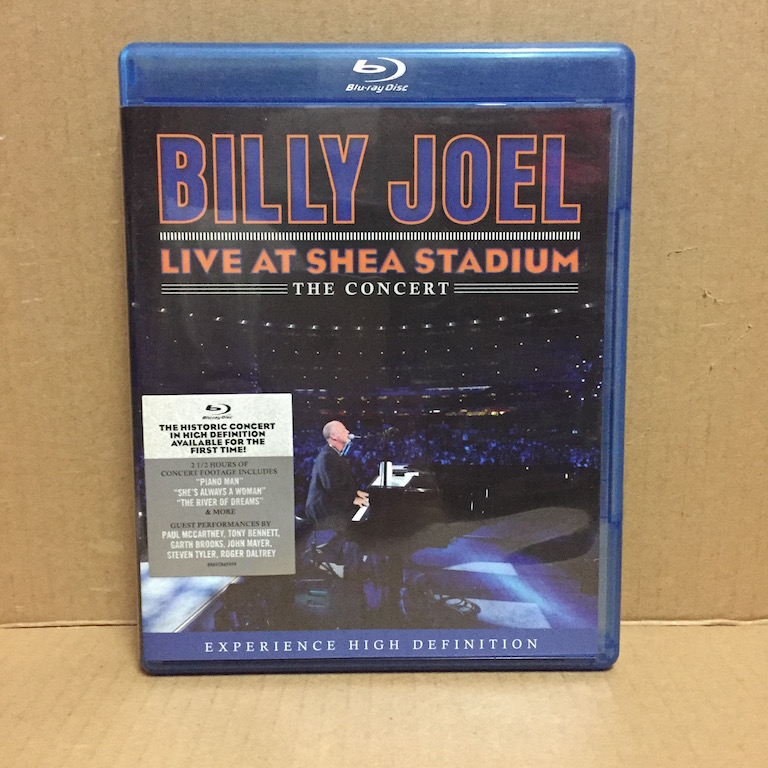 Blu-ray Disc
BILLY JOEL
LIVE AT SHEA STADIUM
THE CONCERT
Blu-ray Disc
THE HISTORIC CONCERT
IN HIGH DEFINITION
AVAILABLE FOR THE
FIRST TIME!
2 1/2 HOURS OF
CONCERT FOOTAGE INCLUDES
"PIANO MAN"
"SHE'S ALWAYS A WOMAN"
"THE RIVER OF DREAMS"
& MORE
GUEST PERFORMANCES BY
PAUL MCCARTNEY, TONY BENNETT,
GARTH BROOKS, JOHN MAYER,
STEVEN TYLER, ROGER DALTREY
EXPERIENCE HIGH DEFINITION